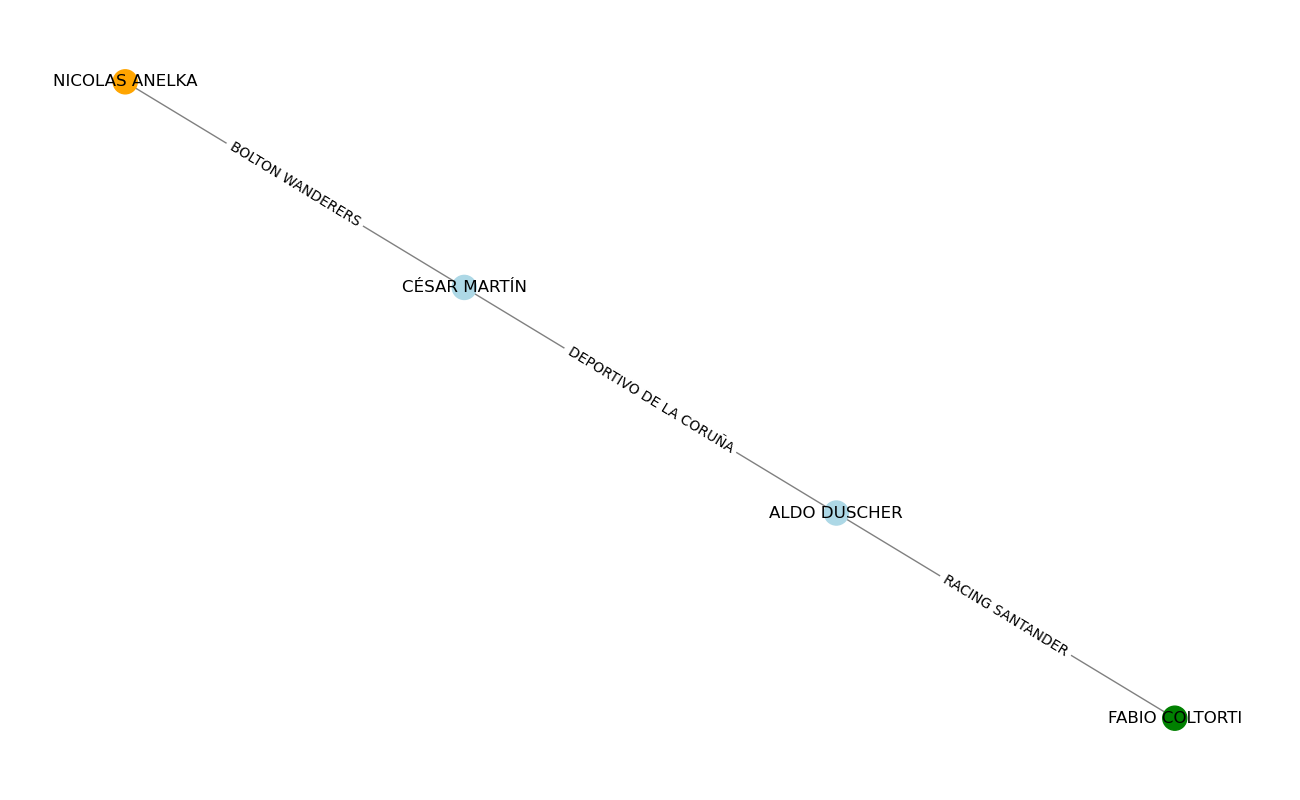 NICOLAS ANELKA
BOLTON WANDERERS
CÉSAR MARTÍN
DEPORTIVO DE LA CORUÑA
ALDO DUSCHER
RACING SANTANDER
FABIO COLTORTI